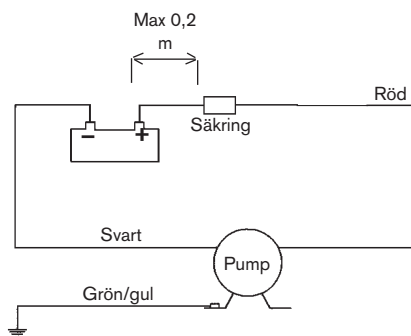 Max 0,2
m
Röd
− +
Säkring
Svart
Pump
Grön/gul